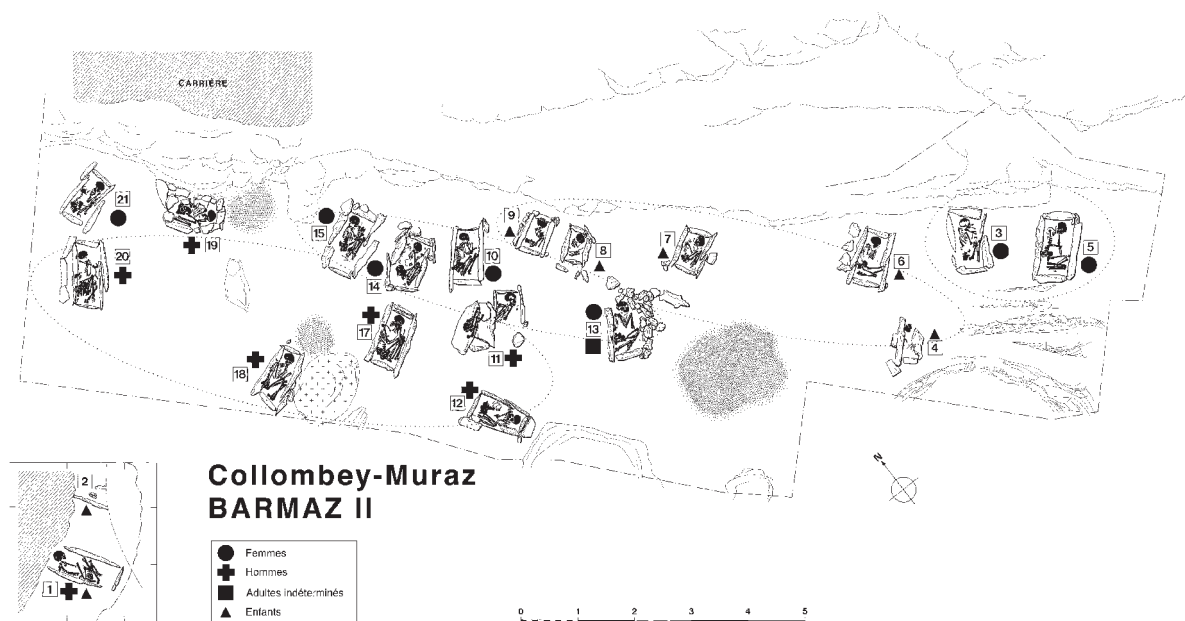 CARRIÈRE
21
19
20
15
14
10
9
8
7
6
3
5
4
13
17
11
18
12
2
1
N
Collombey-Muraz
BARMAZ II
Femmes
Hommes
Adultes indéterminés
Enfants
0 1 2 3 4 5